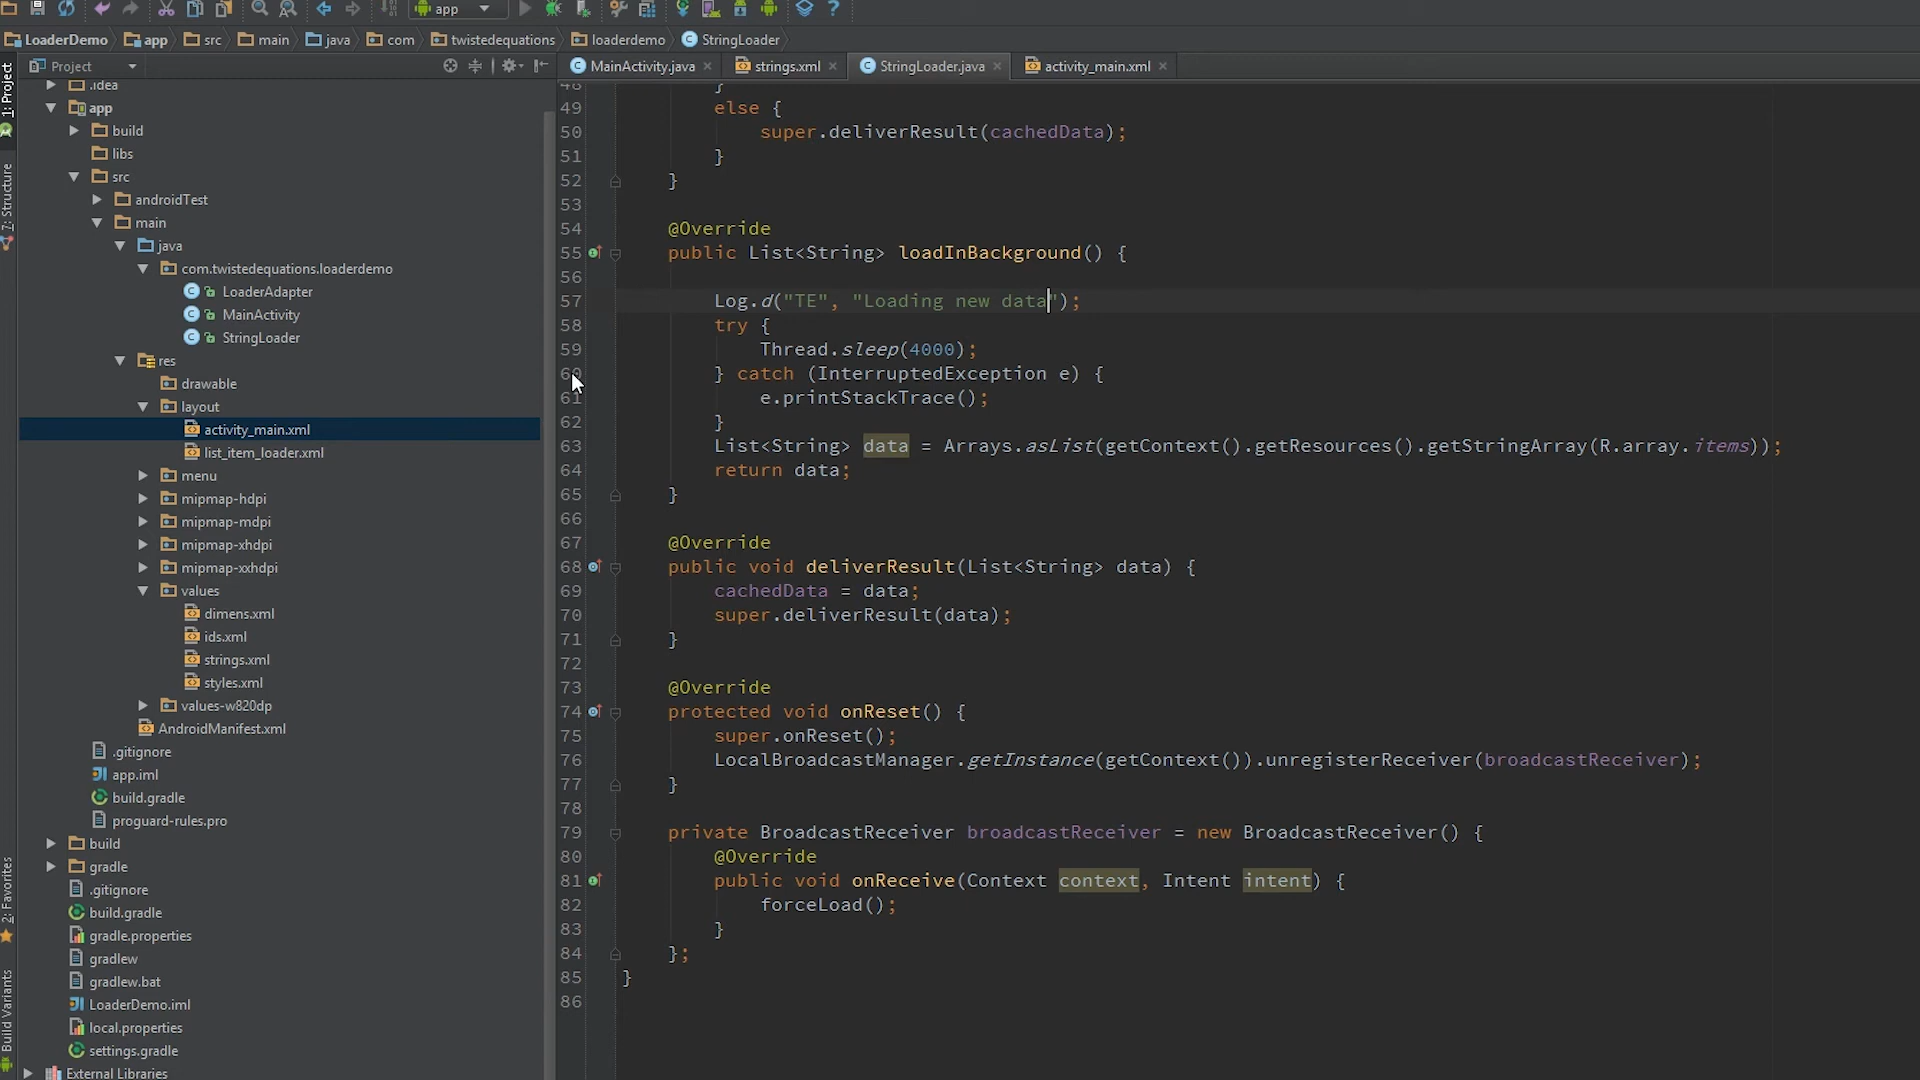 app
LoaderDemo app src main java com twistedequations loaderdemo StringLoader
Project
MainActivity.java strings.xml StringLoader.java activity_main.xml
1: Project
7: Structure
2: Favorites
Build Variants
.idea
app
build
libs
src
androidTest
main
java
com.twistedequations.loaderdemo
LoaderAdapter
MainActivity
StringLoader
res
drawable
layout
activity_main.xml
list_item_loader.xml
menu
mipmap-hdpi
mipmap-mdpi
mipmap-xhdpi
mipmap-xxhdpi
values
dimens.xml
ids.xml
strings.xml
styles.xml
values-w820dp
AndroidManifest.xml
.gitignore
app.iml
build.gradle
proguard-rules.pro
build
gradle
.gitignore
build.gradle
gradle.properties
gradlew
gradlew.bat
LoaderDemo.iml
local.properties
settings.gradle
External Libraries
48 }
49 else {
50 super.deliverResult(cachedData);
51 }
52 }
53
54 @Override
55 public List<String> loadInBackground() {
56
57 Log.d("TE", "Loading new data");
58 try {
59 Thread.sleep(4000);
60 } catch (InterruptedException e) {
61 e.printStackTrace();
62 }
63 List<String> data = Arrays.asList(getContext().getResources().getStringArray(R.array.items));
64 return data;
65 }
66
67 @Override
68 public void deliverResult(List<String> data) {
69 cachedData = data;
70 super.deliverResult(data);
71 }
72
73 @Override
74 protected void onReset() {
75 super.onReset();
76 LocalBroadcastManager.getInstance(getContext()).unregisterReceiver(broadcastReceiver);
77 }
78
79 private BroadcastReceiver broadcastReceiver = new BroadcastReceiver() {
80 @Override
81 public void onReceive(Context context, Intent intent) {
82 forceLoad();
83 }
84 };
85 }
86